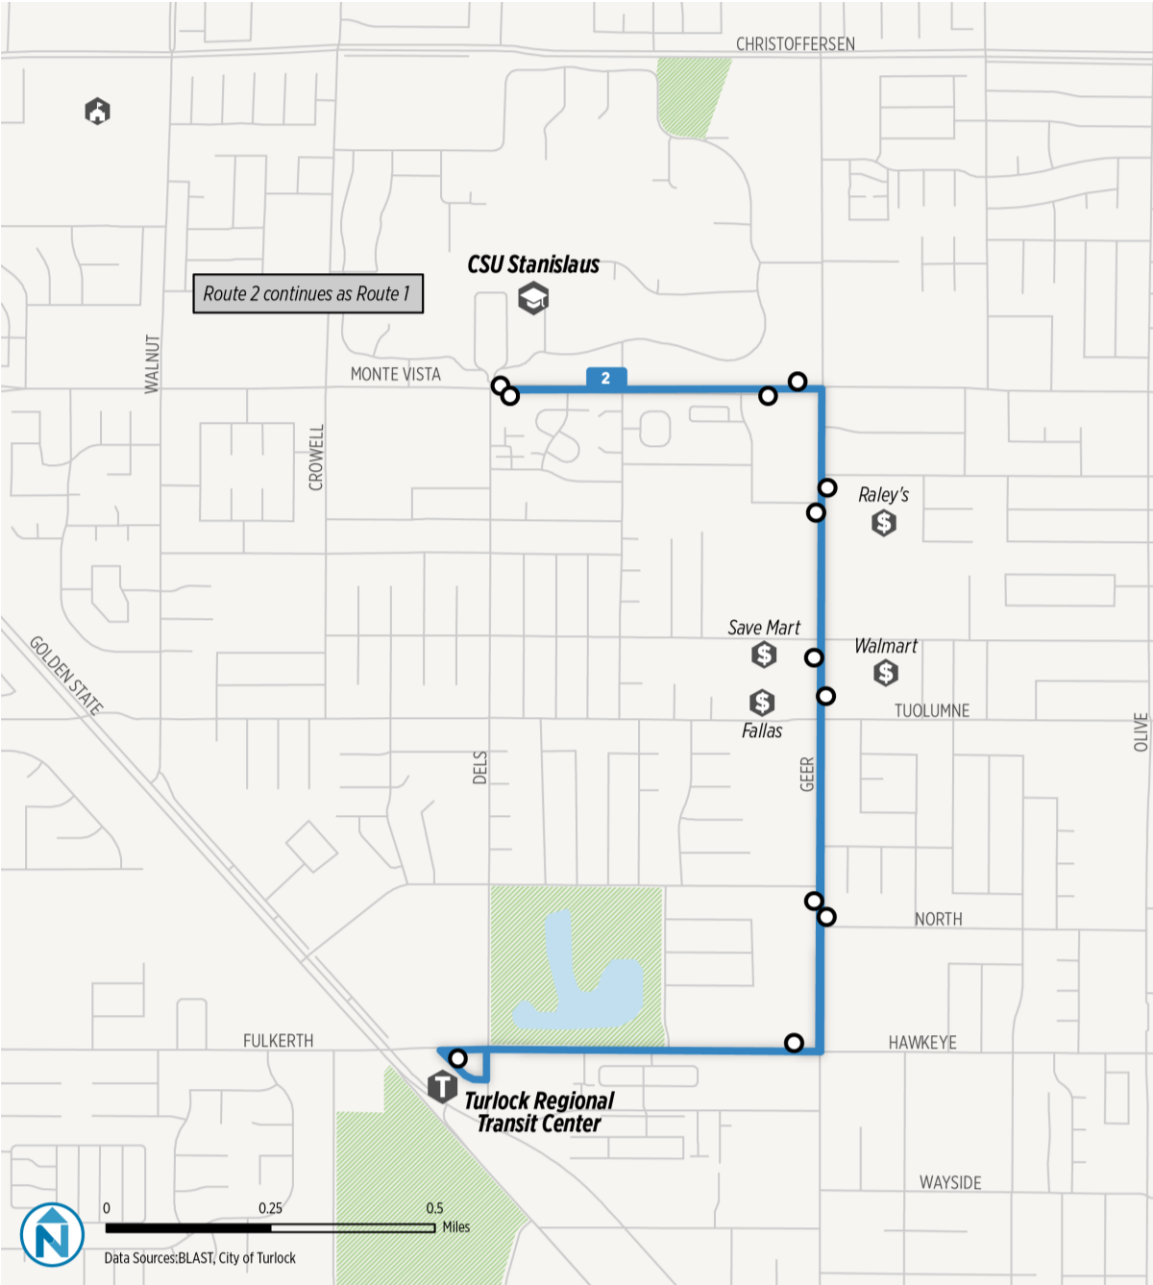 CHRISTOFFERSEN
CSU Stanislaus
Route 2 continues as Route 1
WALNUT
MONTE VISTA
2
CROWELL
Raley's
$
Save Mart
$
Walmart
$
GOLDEN STATE
$
Fallas
TUOLUMNE
OLIVE
DELS
GEER
NORTH
FULKERTH
HAWKEYE
T
Turlock Regional
Transit Center
WAYSIDE
0 0.25 0.5
Miles
N
Data Sources:BLAST, City of Turlock